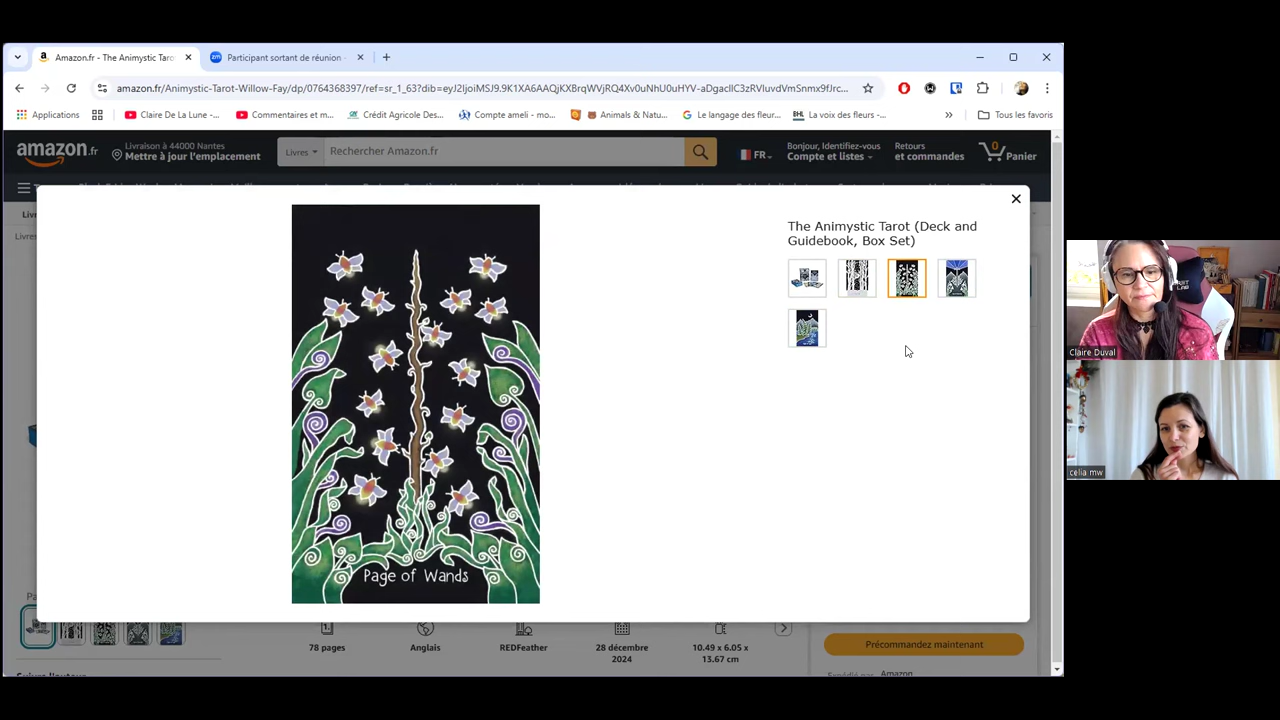 Amazon.fr - The Animystic Taro
Participant sortant de réunion -
amazon.fr/Animystic-Tarot-Willow-Fay/dp/0764368397/ref=sr_1_63?dib=
Applications
Claire De La Lune -...
Commentaires et m...
Crédit Agricole Des...
Compte ameli - mo...
Animals & Natu...
Le langage des fleur...
BHL
La voix des fleurs -...
»
Tous les favoris
amazon.fr
Livraison à 44000 Nantes
Mettre à jour l'emplacement
Livres
Rechercher Amazon.fr
FR
Bonjour, Identifiez-vous
Compte et listes
Retours
et commandes
0
Panier
The Animystic Tarot (Deck and
Guidebook, Box Set)
Page of Wands
78 pages
Anglais
REDFeather
28 décembre
2024
10.49 x 6.05 x
13.67 cm
Précommandez maintenant
Amazon
Claire Duval
celia mw